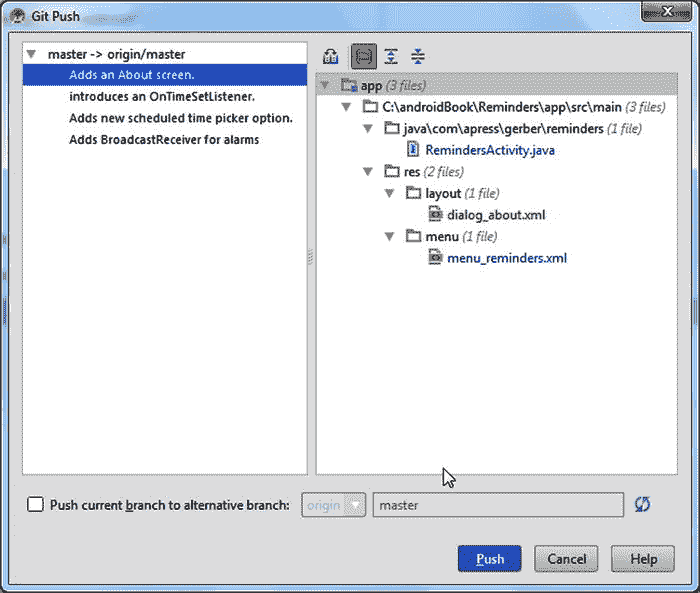 Git Push
master -> origin/master
Adds an About screen.
introduces an OnTimeSetListener.
Adds new scheduled time picker option.
Adds BroadcastReceiver for alarms
app (3 files)
C:\androidBook\Reminders\app\src\main (3 files)
java\com\apress\gerber\reminders (1 file)
RemindersActivity.java
res (2 files)
layout (1 file)
dialog_about.xml
menu (1 file)
menu_reminders.xml
Push current branch to alternative branch: origin master
Push Cancel Help